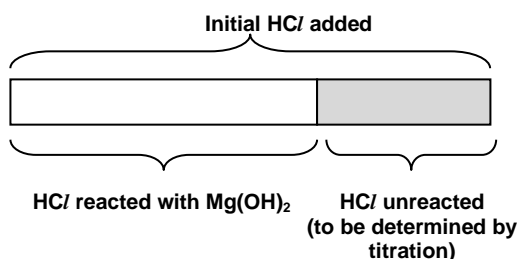 Initial HCl added
HCl reacted with Mg(OH)₂
HCl unreacted
(to be determined by
titration)